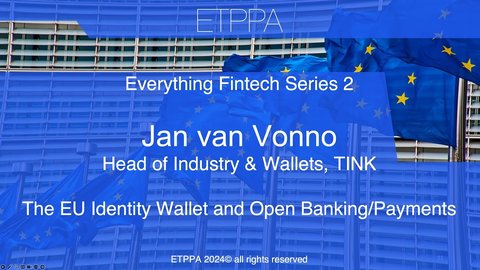 ETPPA
Everything Fintech Series 2
Jan van Vonno
Head of Industry & Wallets, TINK
The EU Identity Wallet and Open Banking/Payments
ETPPA 2024© all rights reserved